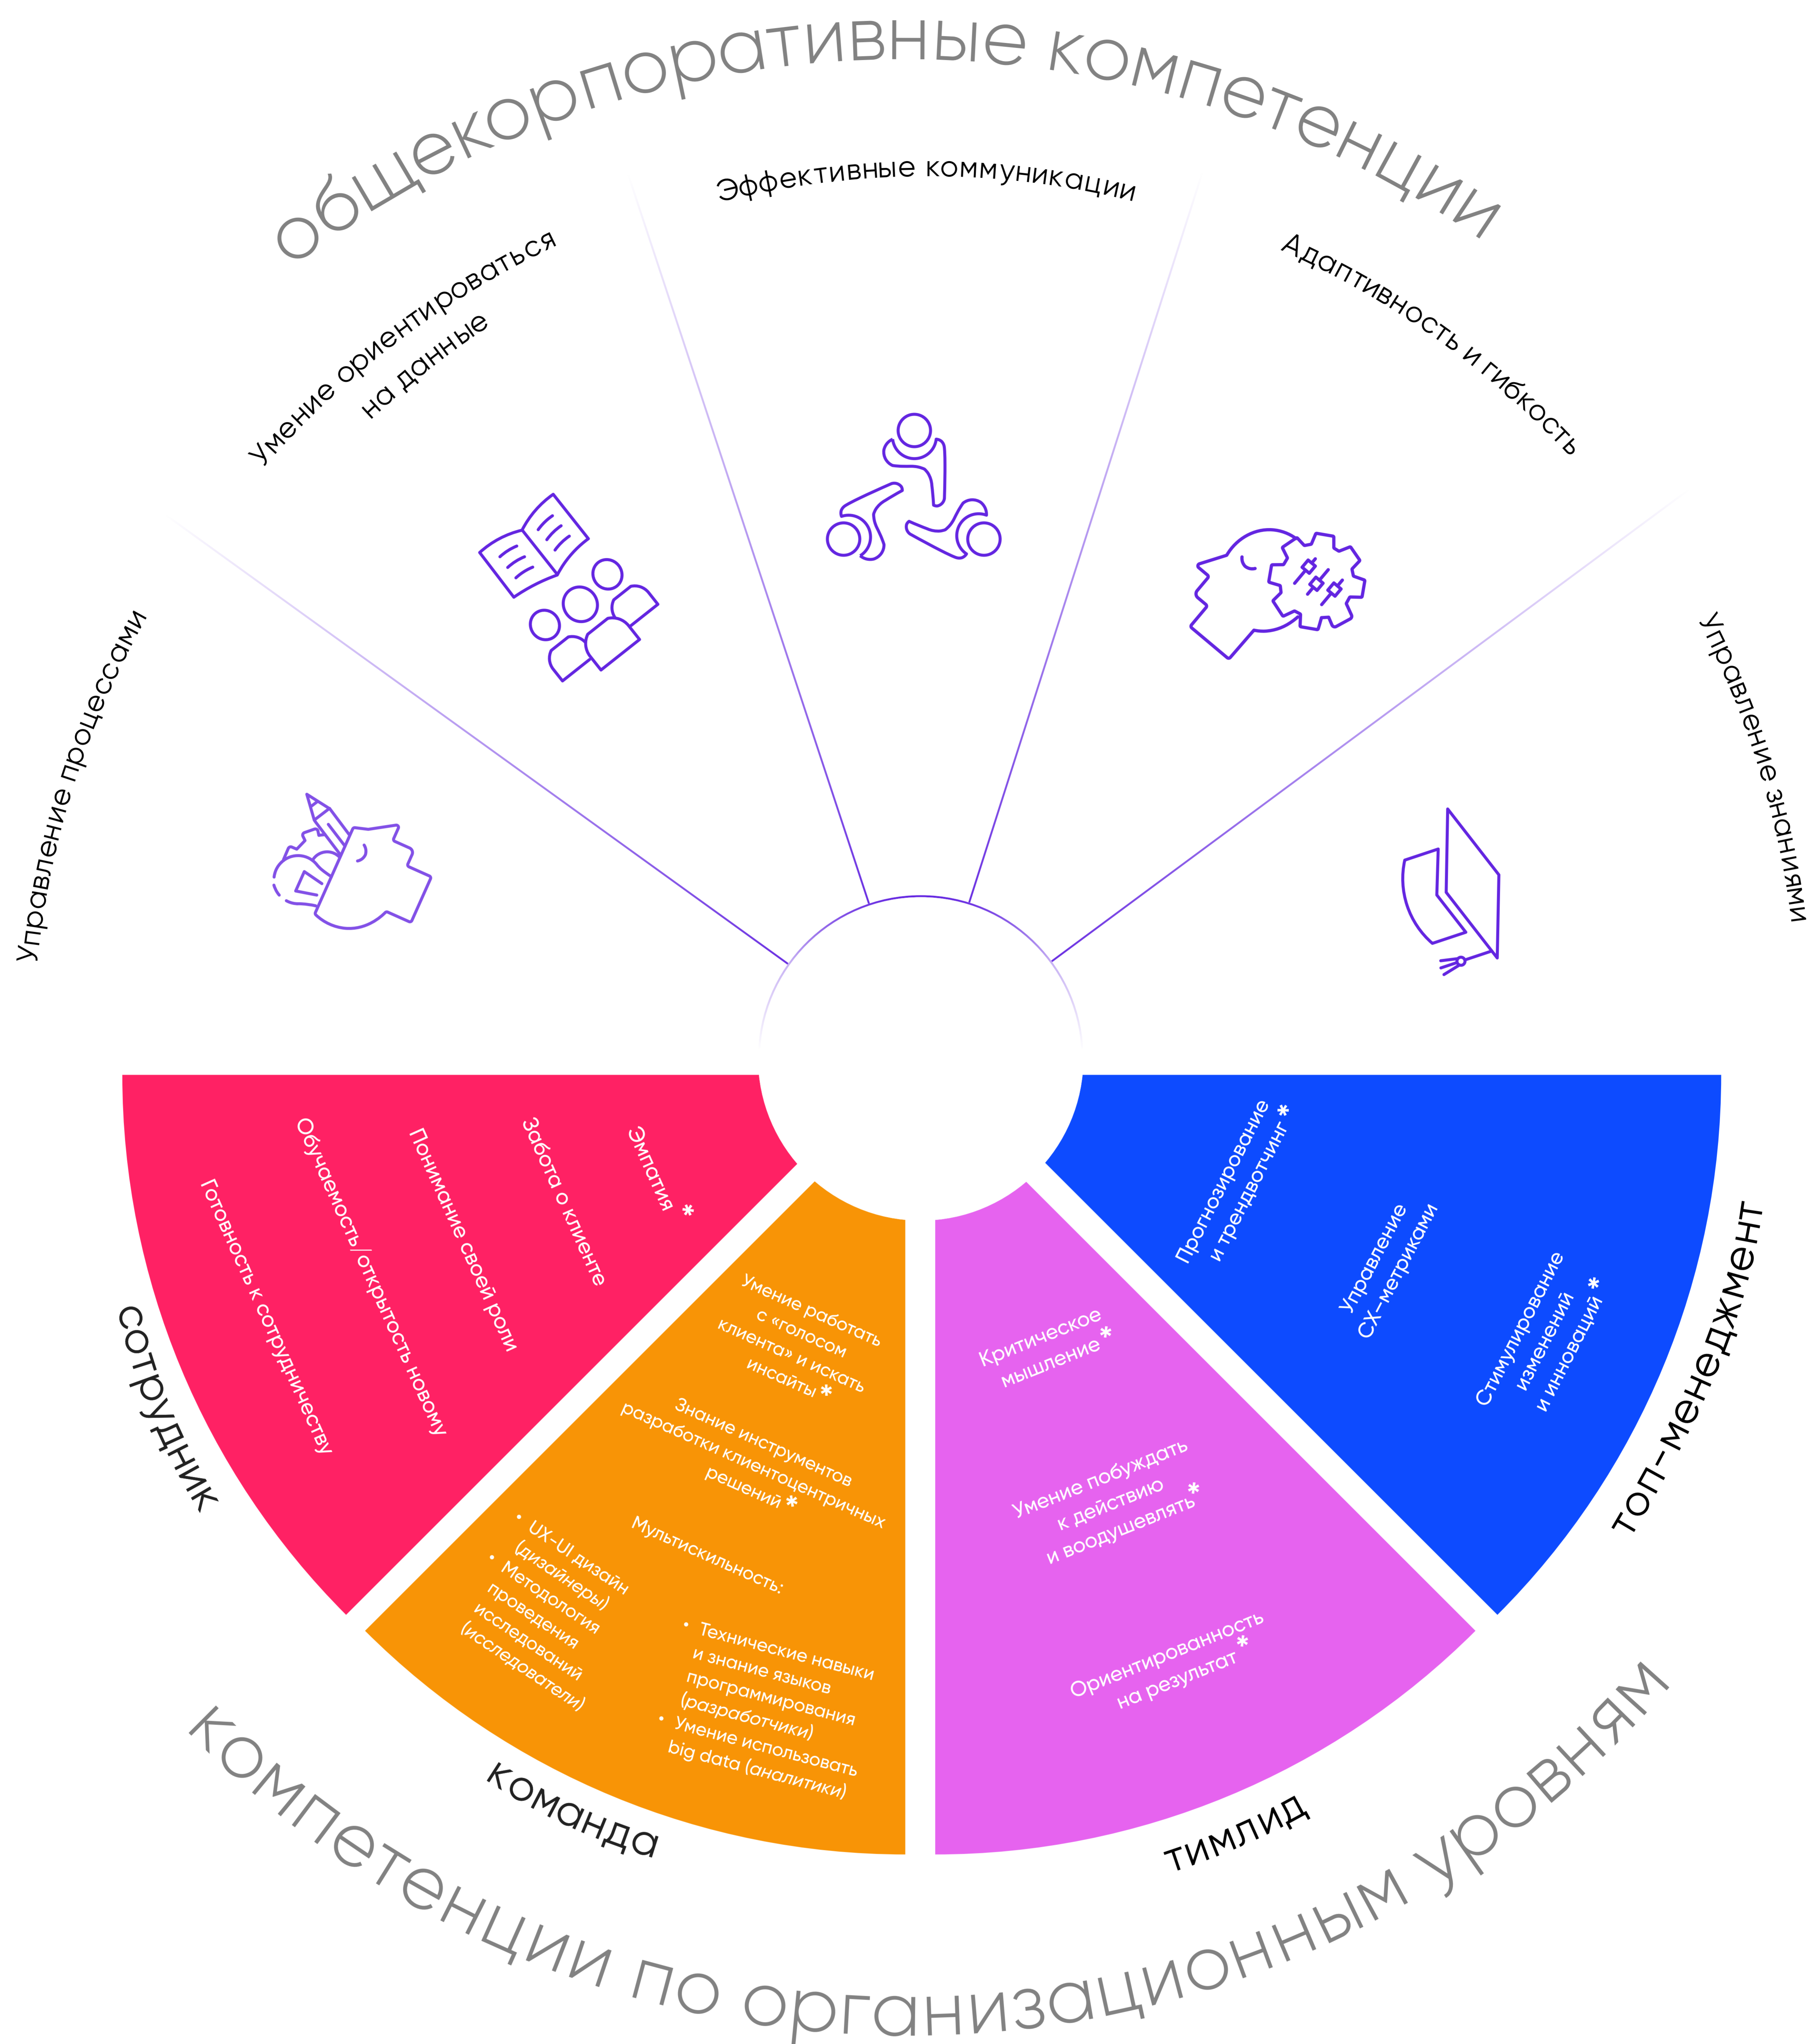 общекорпоративные компетенции
Управление процессами
Умение ориентироваться
на данные
Эффективные коммуникации
Адаптивность и гибкость
Управление знаниями
Эмпатия *
Забота о клиенте
Понимание своей роли
Обучаемость/открытость новому
Готовность к сотрудничеству
сотрудник
Умение работать
с «голосом
клиента» и искать
инсайты *
Знание инструментов
разработки клиентоцентричных
решений *
Мультискильность:
• UX-UI дизайн
(дизайнеры)
• Методология
проведения
исследований
(исследователи)
• Технические навыки
и знание языков
программирования
(разработчики)
• Умение использовать
big data (аналитики)
команда
Критическое
мышление *
Умение побуждать
к действию
и воодушевлять *
Ориентированность
на результат *
тимлид
Прогнозирование
и трендвотчинг *
Управление
CX-метриками
Стимулирование
изменений
и инноваций *
топ-менеджмент
компетенции по организационным уровням